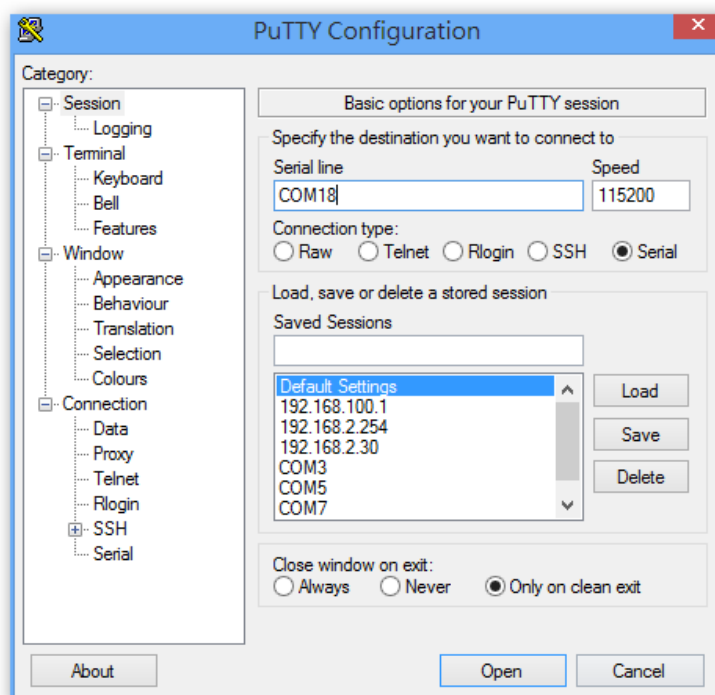 PuTTY Configuration
Category:
Session
Logging
Terminal
Keyboard
Bell
Features
Window
Appearance
Behaviour
Translation
Selection
Colours
Connection
Data
Proxy
Telnet
Rlogin
SSH
Serial
Basic options for your PuTTY session
Specify the destination you want to connect to
Serial line Speed
COM18 115200
Connection type:
Raw Telnet Rlogin SSH Serial
Load, save or delete a stored session
Saved Sessions
Default Settings
192.168.100.1
192.168.2.254
192.168.2.30
COM3
COM5
COM7
Load
Save
Delete
Close window on exit:
Always Never Only on clean exit
About Open Cancel